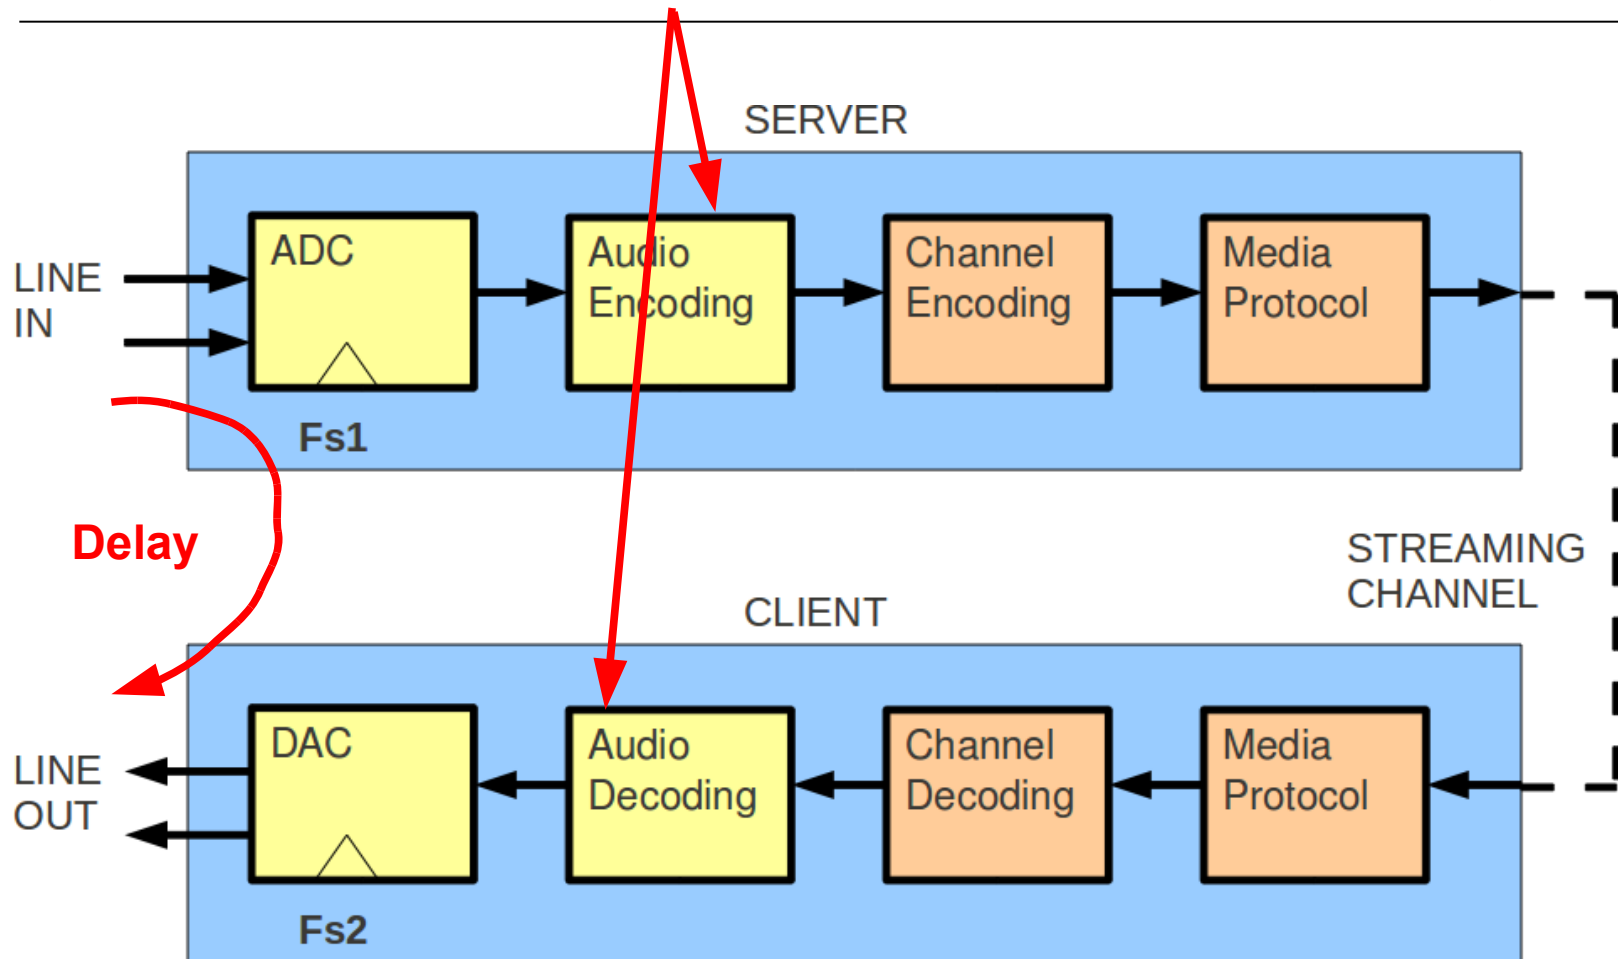 SERVER
LINE
IN
ADC
Audio
Encoding
Channel
Encoding
Media
Protocol
Fs1
Delay
STREAMING
CHANNEL
CLIENT
LINE
OUT
DAC
Audio
Decoding
Channel
Decoding
Media
Protocol
Fs2